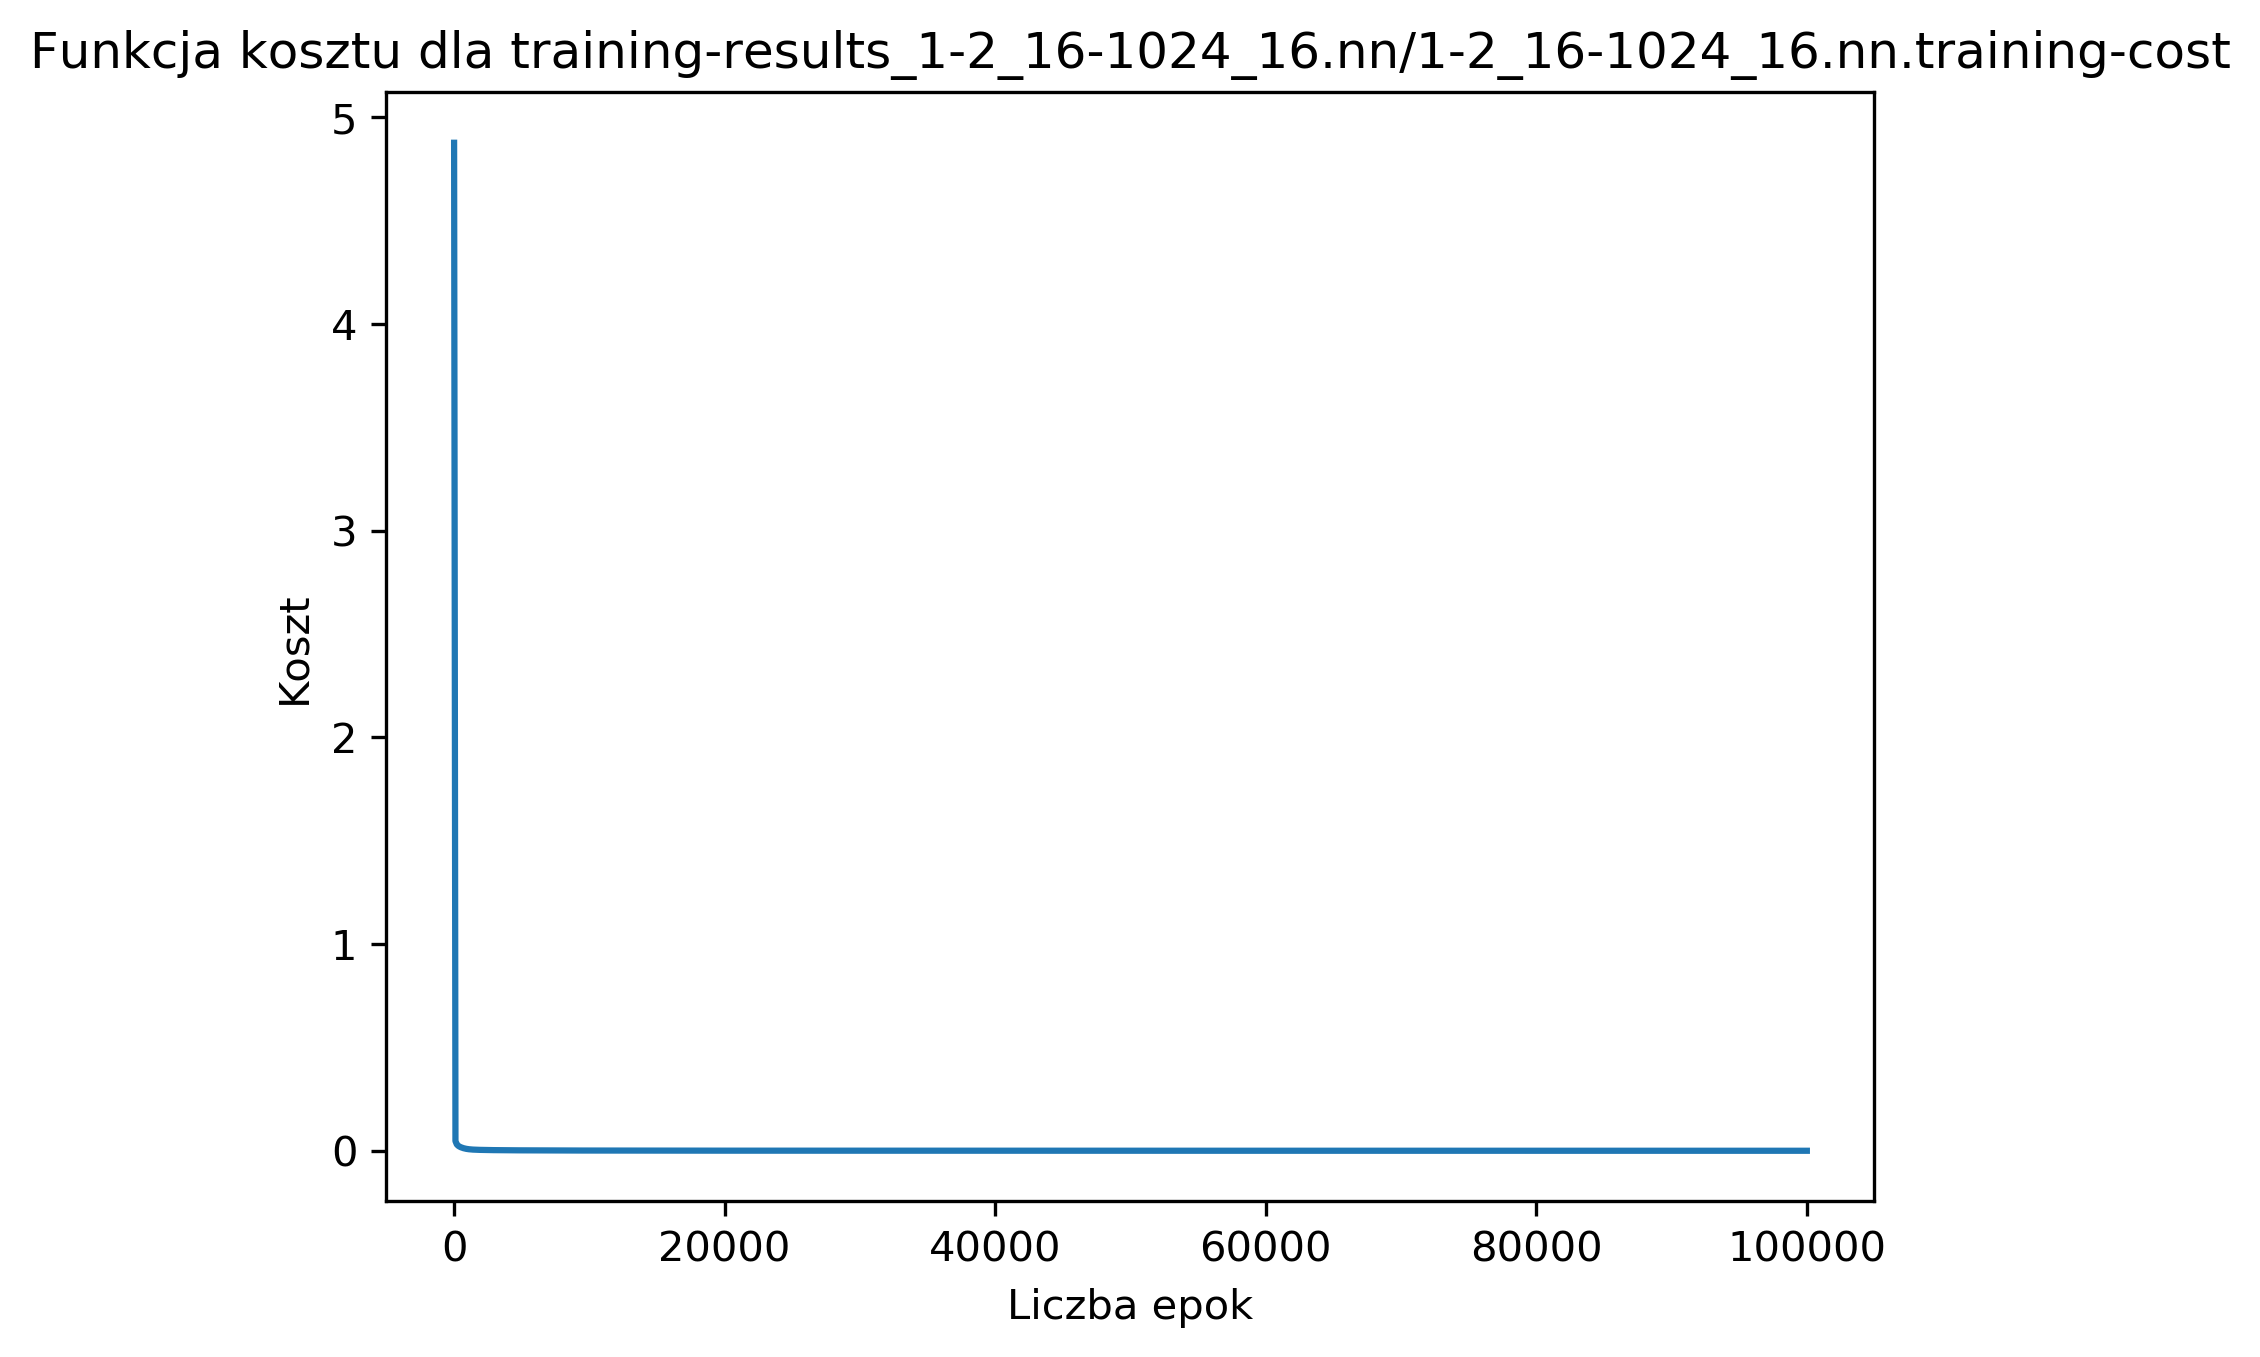 Funkcja kosztu dla training-results_1-2_16-1024_16.nn/1-2_16-1024_16.nn.training-cost
5
4
3
2
1
0
Koszt
0 20000 40000 60000 80000 100000
Liczba epok